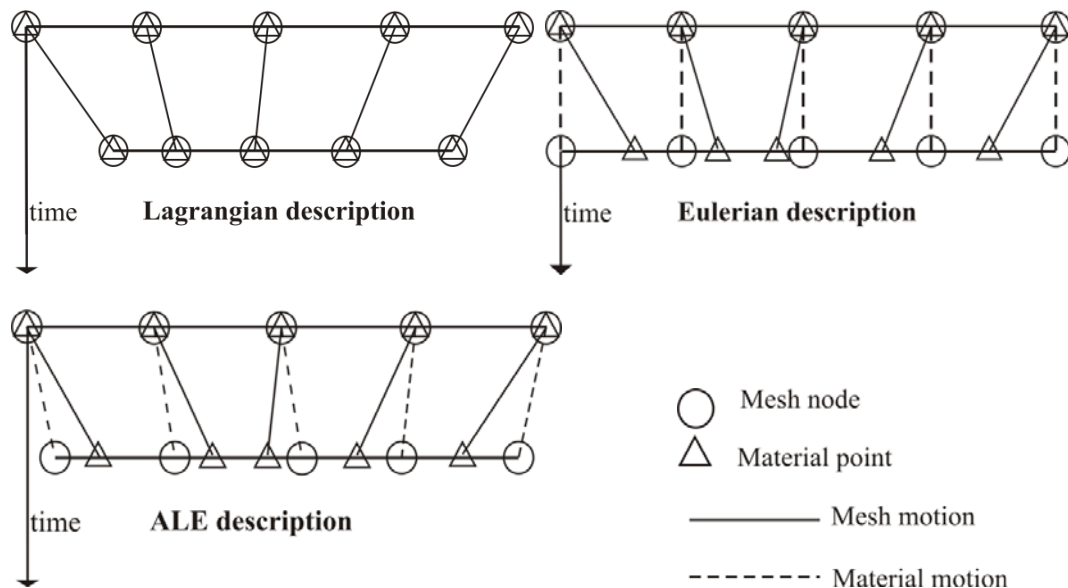 time
Lagrangian description
time
Eulerian description
time
ALE description
Mesh node
Material point
Mesh motion
Material motion